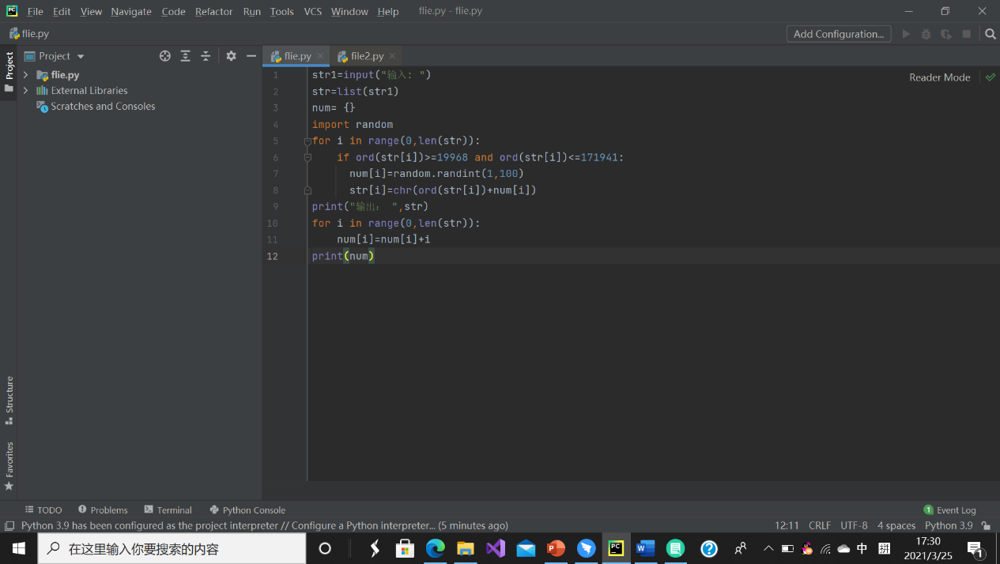 PC File Edit View Navigate Code Refactor Run Tools VCS Window Help flie.py - flie.py
flie.py Add Configuration...
Project flie.py file2.py
Project
flie.py
External Libraries
Scratches and Consoles
Reader Mode
1 str1=input("输入: ")
2 str=list(str1)
3 num= {}
4 import random
5 for i in range(0,len(str)):
6 if ord(str[i])>=19968 and ord(str[i])<=171941:
7 num[i]=random.randint(1,100)
8 str[i]=chr(ord(str[i])+num[i])
9 print("输出: ",str)
10 for i in range(0,len(str)):
11 num[i]=num[i]+i
12 print(num)
Structure
Favorites
TODO Problems Terminal Python Console 1 Event Log
Python 3.9 has been configured as the project interpreter // Configure a Python interpreter... (5 minutes ago) 12:11 CRLF UTF-8 4 spaces Python 3.9
在这里输入你要搜索的内容 P PC W 中 拼 17:30 1
2021/3/25